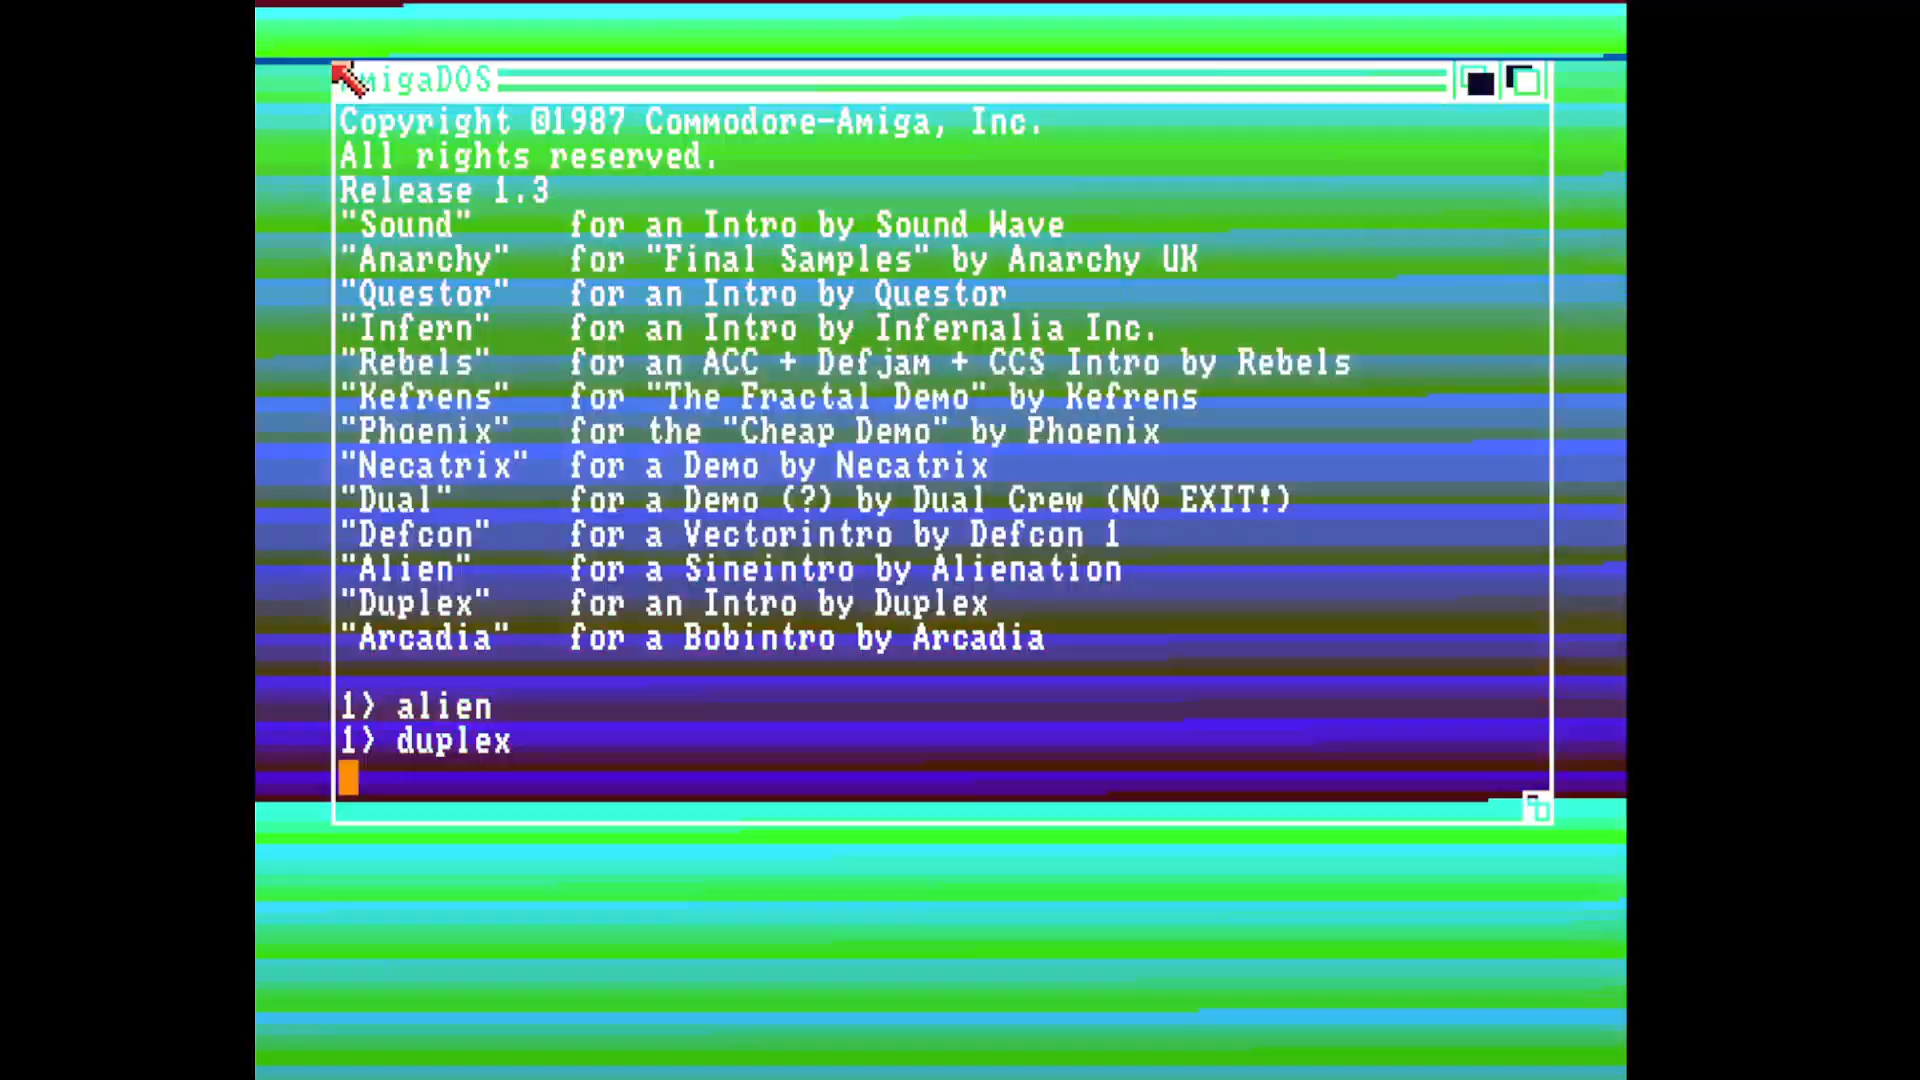 AmigaDOS
Copyright ©1987 Commodore-Amiga, Inc.
All rights reserved.
Release 1.3
"Sound" for an Intro by Sound Wave
"Anarchy" for "Final Samples" by Anarchy UK
"Questor" for an Intro by Questor
"Infern" for an Intro by Infernalia Inc.
"Rebels" for an ACC + Defjam + CCS Intro by Rebels
"Kefrens" for "The Fractal Demo" by Kefrens
"Phoenix" for the "Cheap Demo" by Phoenix
"Necatrix" for a Demo by Necatrix
"Dual" for a Demo (?) by Dual Crew (NO EXIT!)
"Defcon" for a Vectorintro by Defcon 1
"Alien" for a Sineintro by Alienation
"Duplex" for an Intro by Duplex
"Arcadia" for a Bobintro by Arcadia
1> alien
1> duplex